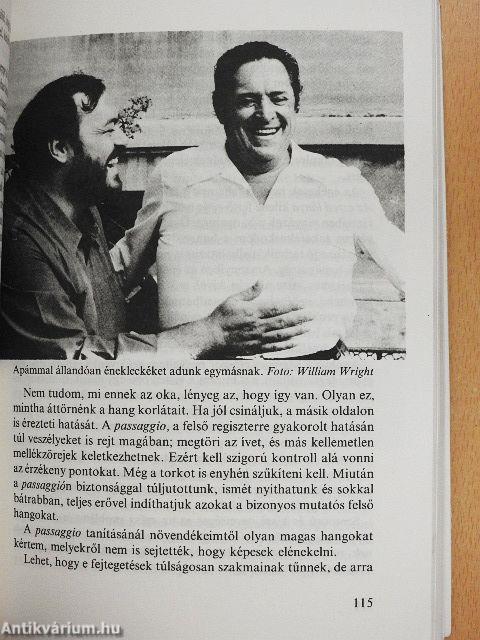 Apámmal állandóan énekleckéket adunk egymásnak. Foto: William Wright
Nem tudom, mi ennek az oka, lényeg az, hogy így van. Olyan ez,
mintha áttörnénk a hang korlátait. Ha jól csináljuk, a másik oldalon
is érezteti hatását. A passaggio, a felső regiszterre gyakorolt hatásán
túl veszélyeket is rejt magában; megtöri az ívet, és más kellemetlen
mellékzörejek keletkezhetnek. Ezért kell szigorú kontroll alá vonni
az érzékeny pontokat. Még a torkot is enyhén szűkíteni kell. Miután
a passaggión biztonsággal túljutottunk, ismét nyithatunk és sokkal
bátrabban, teljes erővel indíthatjuk azokat a bizonyos mutatós felső
hangokat.
A passaggio tanításánál növendékeimtől olyan magas hangokat
kértem, melyekről nem is sejtették, hogy képesek elénekelni.
Lehet, hogy e fejtegetések túlságosan szakmainak tűnnek, de arra
115
Antikvárium.hu